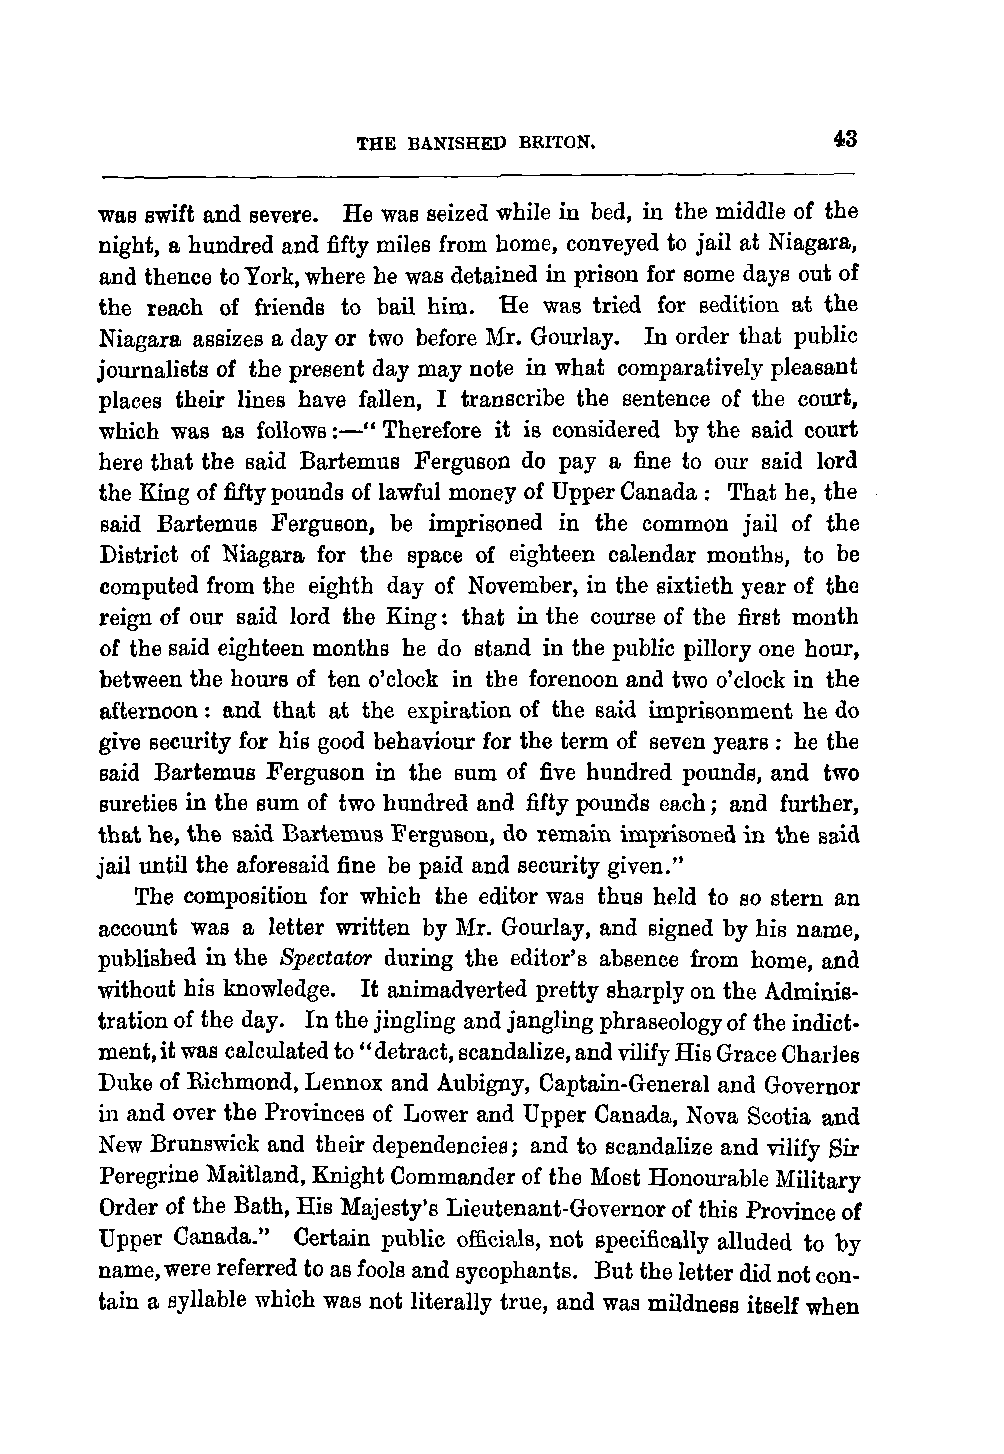 THE BANISHED BRITON. 43
was swift and severe. He was seized while in bed, in the middle of the
night, a hundred and fifty miles from home, conveyed to jail at Niagara,
and thence to York, where he was detained in prison for some days out of
the reach of friends to bail him. He was tried for sedition at the
Niagara assizes a day or two before Mr. Gourlay. In order that public
journalists of the present day may note in what comparatively pleasant
places their lines have fallen, I transcribe the sentence of the court,
which was as follows:—“Therefore it is considered by the said court
here that the said Bartemus Ferguson do pay a fine to our said lord
the King of fifty pounds of lawful money of Upper Canada: That he, the
said Bartemus Ferguson, be imprisoned in the common jail of the
District of Niagara for the space of eighteen calendar months, to be
computed from the eighth day of November, in the sixtieth year of the
reign of our said lord the King: that in the course of the first month
of the said eighteen months he do stand in the public pillory one hour,
between the hours of ten o’clock in the forenoon and two o’clock in the
afternoon: and that at the expiration of the said imprisonment he do
give security for his good behaviour for the term of seven years: he the
said Bartemus Ferguson in the sum of five hundred pounds, and two
sureties in the sum of two hundred and fifty pounds each; and further,
that he, the said Bartemus Ferguson, do remain imprisoned in the said
jail until the aforesaid fine be paid and security given.”
The composition for which the editor was thus held to so stern an
account was a letter written by Mr. Gourlay, and signed by his name,
published in the Spectator during the editor’s absence from home, and
without his knowledge. It animadverted pretty sharply on the Adminis-
tration of the day. In the jingling and jangling phraseology of the indict-
ment, it was calculated to “detract, scandalize, and vilify His Grace Charles
Duke of Richmond, Lennox and Aubigny, Captain-General and Governor
in and over the Provinces of Lower and Upper Canada, Nova Scotia and
New Brunswick and their dependencies; and to scandalize and vilify Sir
Peregrine Maitland, Knight Commander of the Most Honourable Military
Order of the Bath, His Majesty’s Lieutenant-Governor of this Province of
Upper Canada.” Certain public officials, not specifically alluded to by
name, were referred to as fools and sycophants. But the letter did not con-
tain a syllable which was not literally true, and was mildness itself when